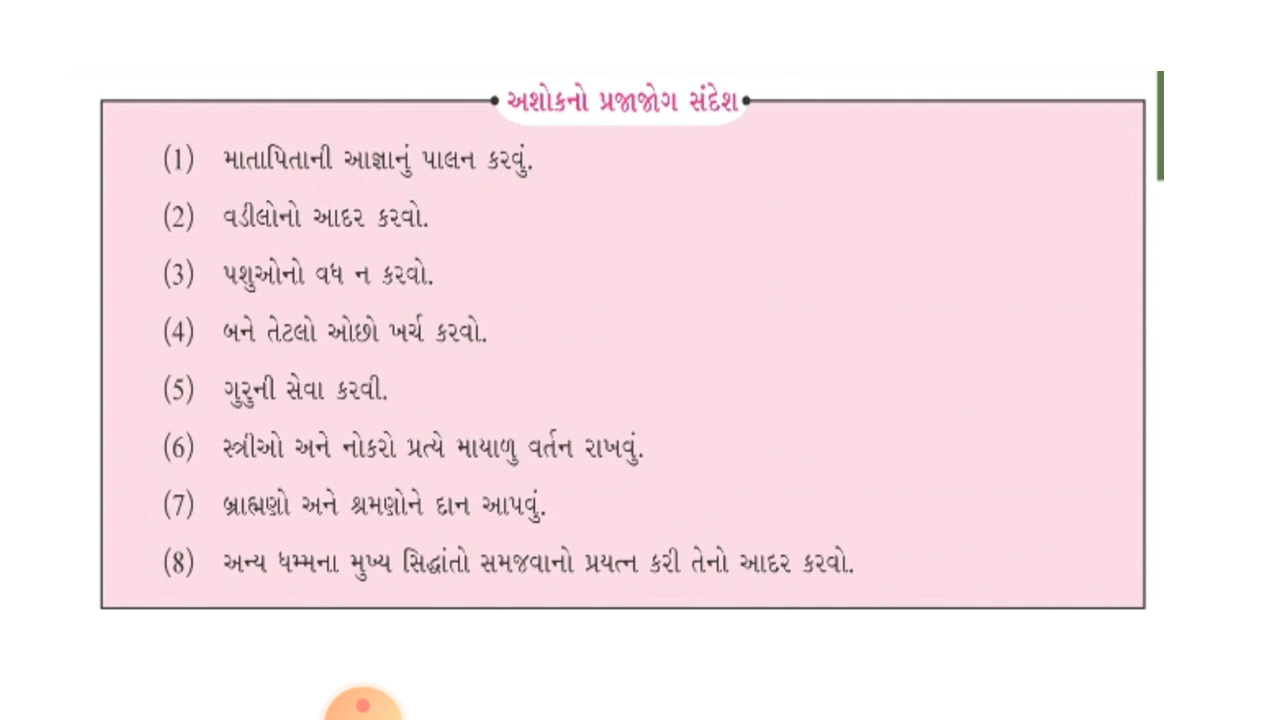 અશોકનો પ્રજાજોગ સંદેશ
(1) માતાપિતાની આજ્ઞાનું પાલન કરવું.
(2) વડીલોનો આદર કરવો.
(3) પશુઓનો વધ ન કરવો.
(4) બને તેટલો ઓછો ખર્ચ કરવો.
(5) ગુરુની સેવા કરવી.
(6) સ્ત્રીઓ અને નોકરો પ્રત્યે માયાળુ વર્તન રાખવું.
(7) બ્રાહ્મણો અને શ્રમણોને દાન આપવું.
(8) અન્ય ધમ્મના મુખ્ય સિદ્ધાંતો સમજવાનો પ્રયત્ન કરી તેનો આદર કરવો.